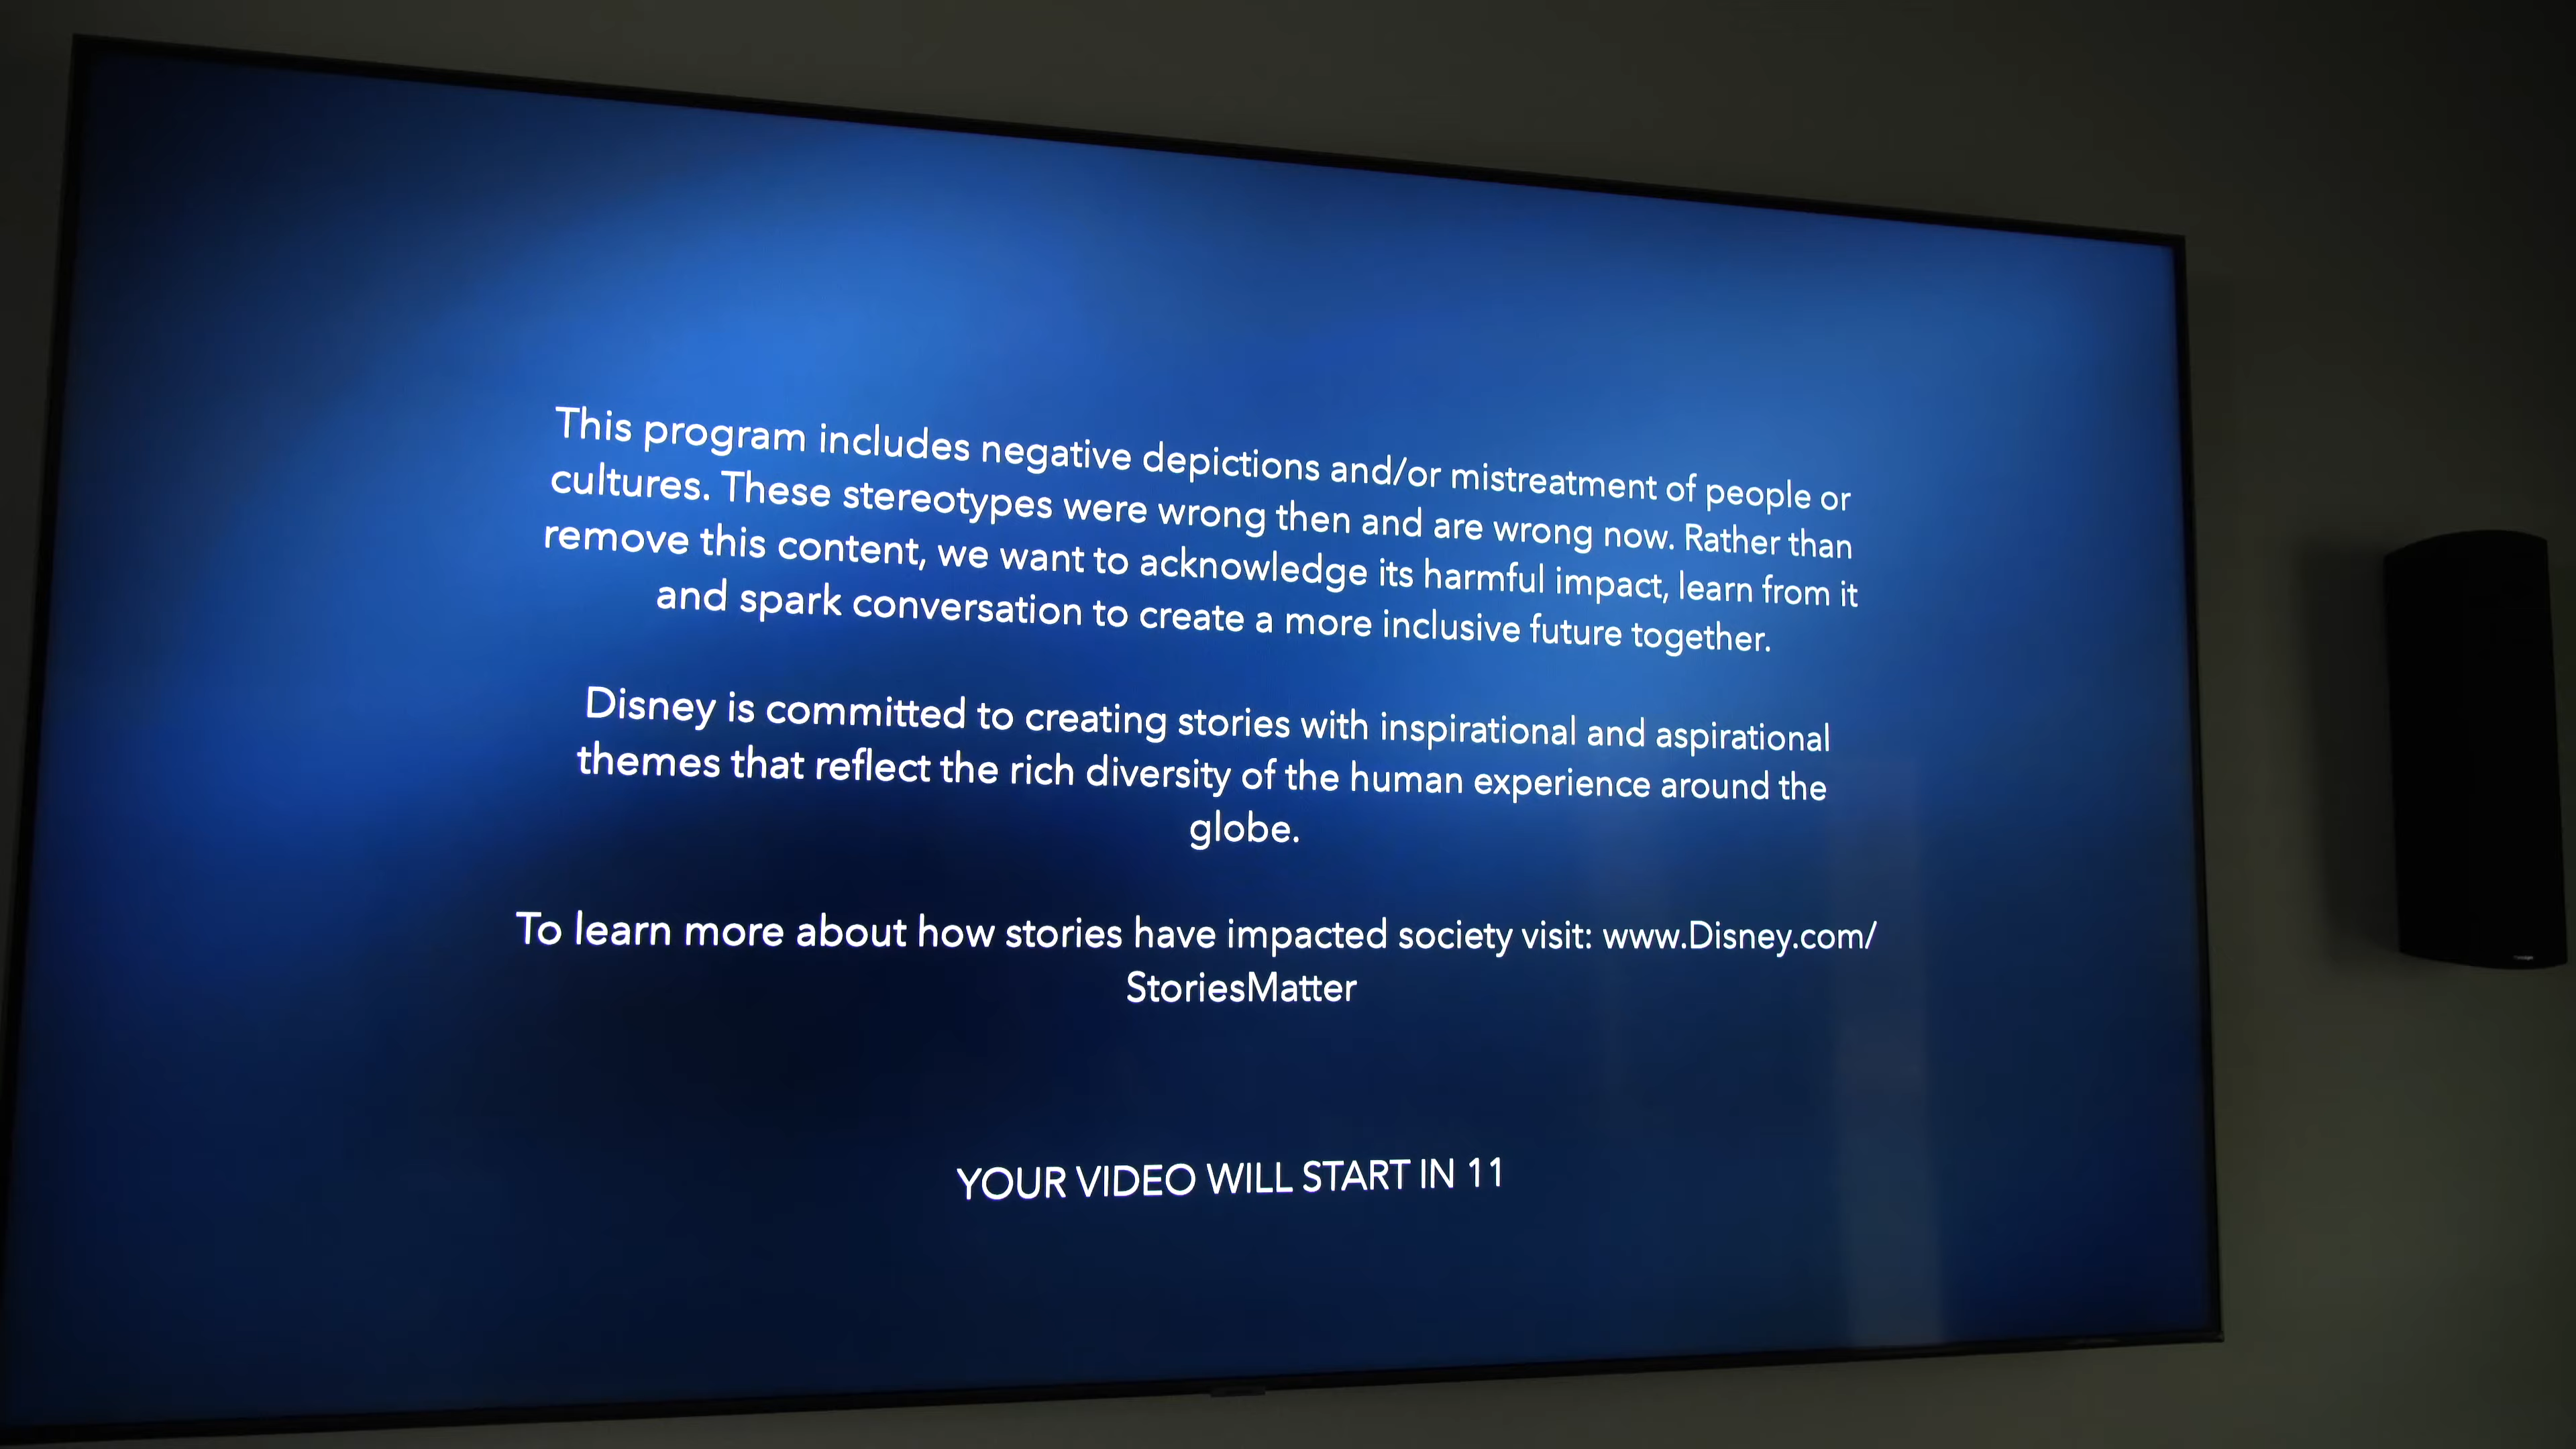 This program includes negative depictions and/or mistreatment of people or
cultures. These stereotypes were wrong then and are wrong now. Rather than
remove this content, we want to acknowledge its harmful impact, learn from it
and spark conversation to create a more inclusive future together.
Disney is committed to creating stories with inspirational and aspirational
themes that reflect the rich diversity of the human experience around the
globe.
To learn more about how stories have impacted society visit: www.Disney.com/
StoriesMatter
YOUR VIDEO WILL START IN 11